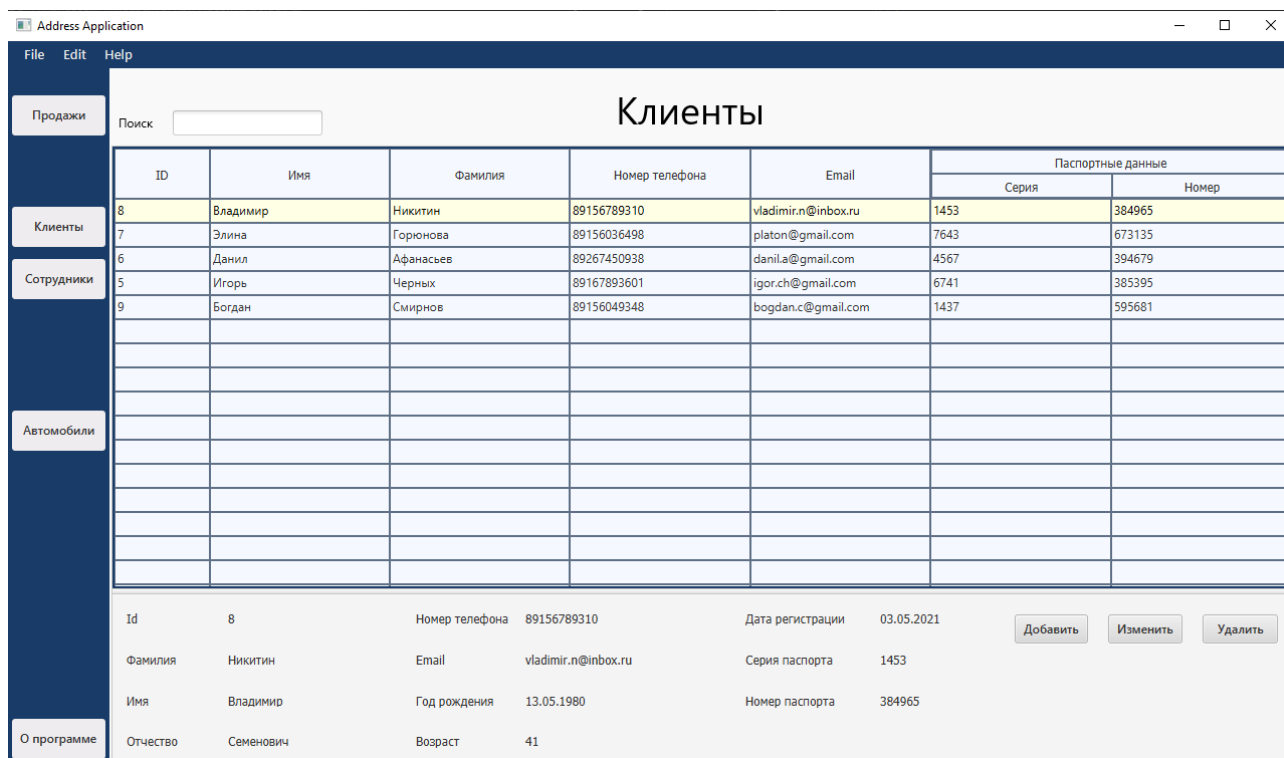 Address Application
File Edit Help
Продажи
Клиенты
Сотрудники
Автомобили
О программе
Поиск
Клиенты
ID Имя Фамилия Номер телефона Email Паспортные данные
Серия Номер
8 Владимир Никитин 89156789310 vladimir.n@inbox.ru 1453 384965
7 Элина Горюнова 89156036498 platon@gmail.com 7643 673135
6 Данил Афанасьев 89267450938 danil.a@gmail.com 4567 394679
5 Игорь Черных 89167893601 igor.ch@gmail.com 6741 385395
9 Богдан Смирнов 89156049348 bogdan.c@gmail.com 1437 595681
Id 8 Номер телефона 89156789310 Дата регистрации 03.05.2021 Добавить Изменить Удалить
Фамилия Никитин Email vladimir.n@inbox.ru Серия паспорта 1453
Имя Владимир Год рождения 13.05.1980 Номер паспорта 384965
Отчество Семенович Возраст 41